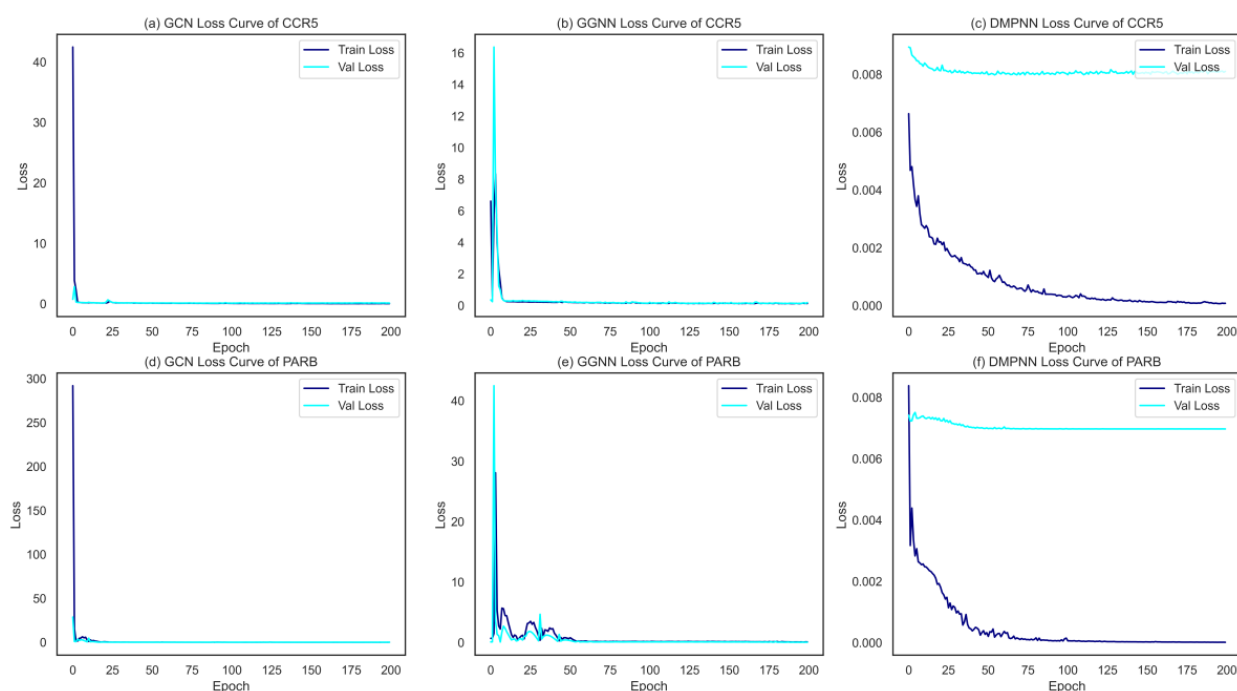 (a) GCN Loss Curve of CCR5
Loss
40
30
20
10
0
Train Loss
Val Loss
0 25 50 75 100 125 150 175 200
Epoch
(b) GGNN Loss Curve of CCR5
Loss
16
14
12
10
8
6
4
2
0
Train Loss
Val Loss
0 25 50 75 100 125 150 175 200
Epoch
(c) DMPNN Loss Curve of CCR5
Loss
0.008
0.006
0.004
0.002
0.000
Train Loss
Val Loss
0 25 50 75 100 125 150 175 200
Epoch
(d) GCN Loss Curve of PARB
Loss
300
250
200
150
100
50
0
Train Loss
Val Loss
0 25 50 75 100 125 150 175 200
Epoch
(e) GGNN Loss Curve of PARB
Loss
40
30
20
10
0
Train Loss
Val Loss
0 25 50 75 100 125 150 175 200
Epoch
(f) DMPNN Loss Curve of PARB
Loss
0.008
0.006
0.004
0.002
0.000
Train Loss
Val Loss
0 25 50 75 100 125 150 175 200
Epoch